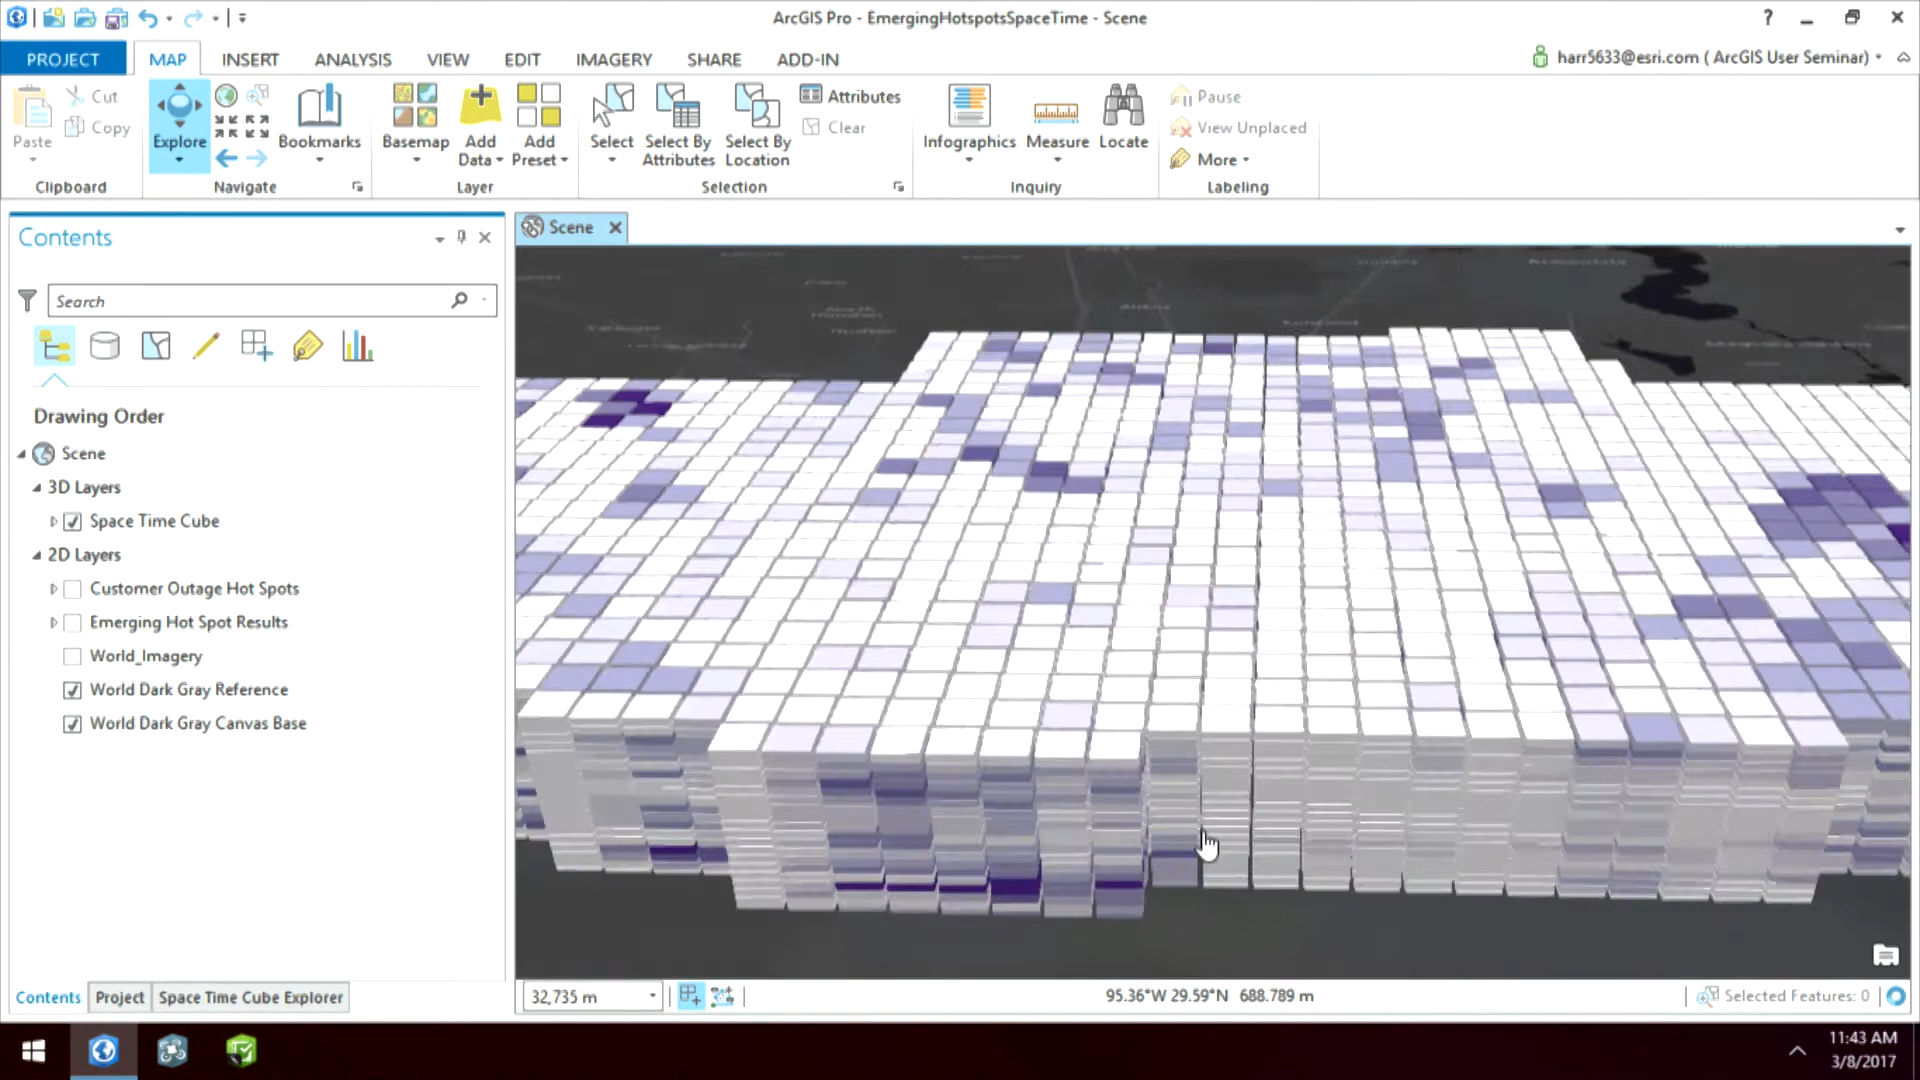 ArcGIS Pro - EmergingHotspotsSpaceTime - Scene
PROJECT MAP INSERT ANALYSIS VIEW EDIT IMAGERY SHARE ADD-IN
harr5633@esri.com ( ArcGIS User Seminar)
Paste
Cut
Copy
Clipboard
Explore
Bookmarks
Navigate
Basemap
Add Data
Add Preset
Layer
Select
Select By Attributes
Select By Location
Attributes
Clear
Selection
Infographics
Measure
Locate
Inquiry
Pause
View Unplaced
More
Labeling
Contents
Search
Drawing Order
Scene
3D Layers
Space Time Cube
2D Layers
Customer Outage Hot Spots
Emerging Hot Spot Results
World_Imagery
World Dark Gray Reference
World Dark Gray Canvas Base
Contents Project Space Time Cube Explorer
Scene
32,735 m
95.36°W 29.59°N 688.789 m
Selected Features: 0
11:43 AM
3/8/2017